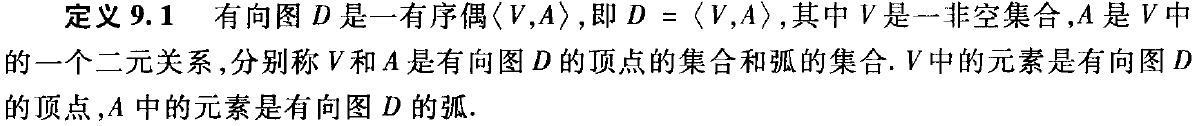 定义 9.1 有向图 D 是一有序偶〈V,A〉,即 D = 〈V,A〉,其中 V 是一非空集合,A 是 V 中
的一个二元关系,分别称 V 和 A 是有向图 D 的顶点的集合和弧的集合. V 中的元素是有向图 D
的顶点,A 中的元素是有向图 D 的弧.